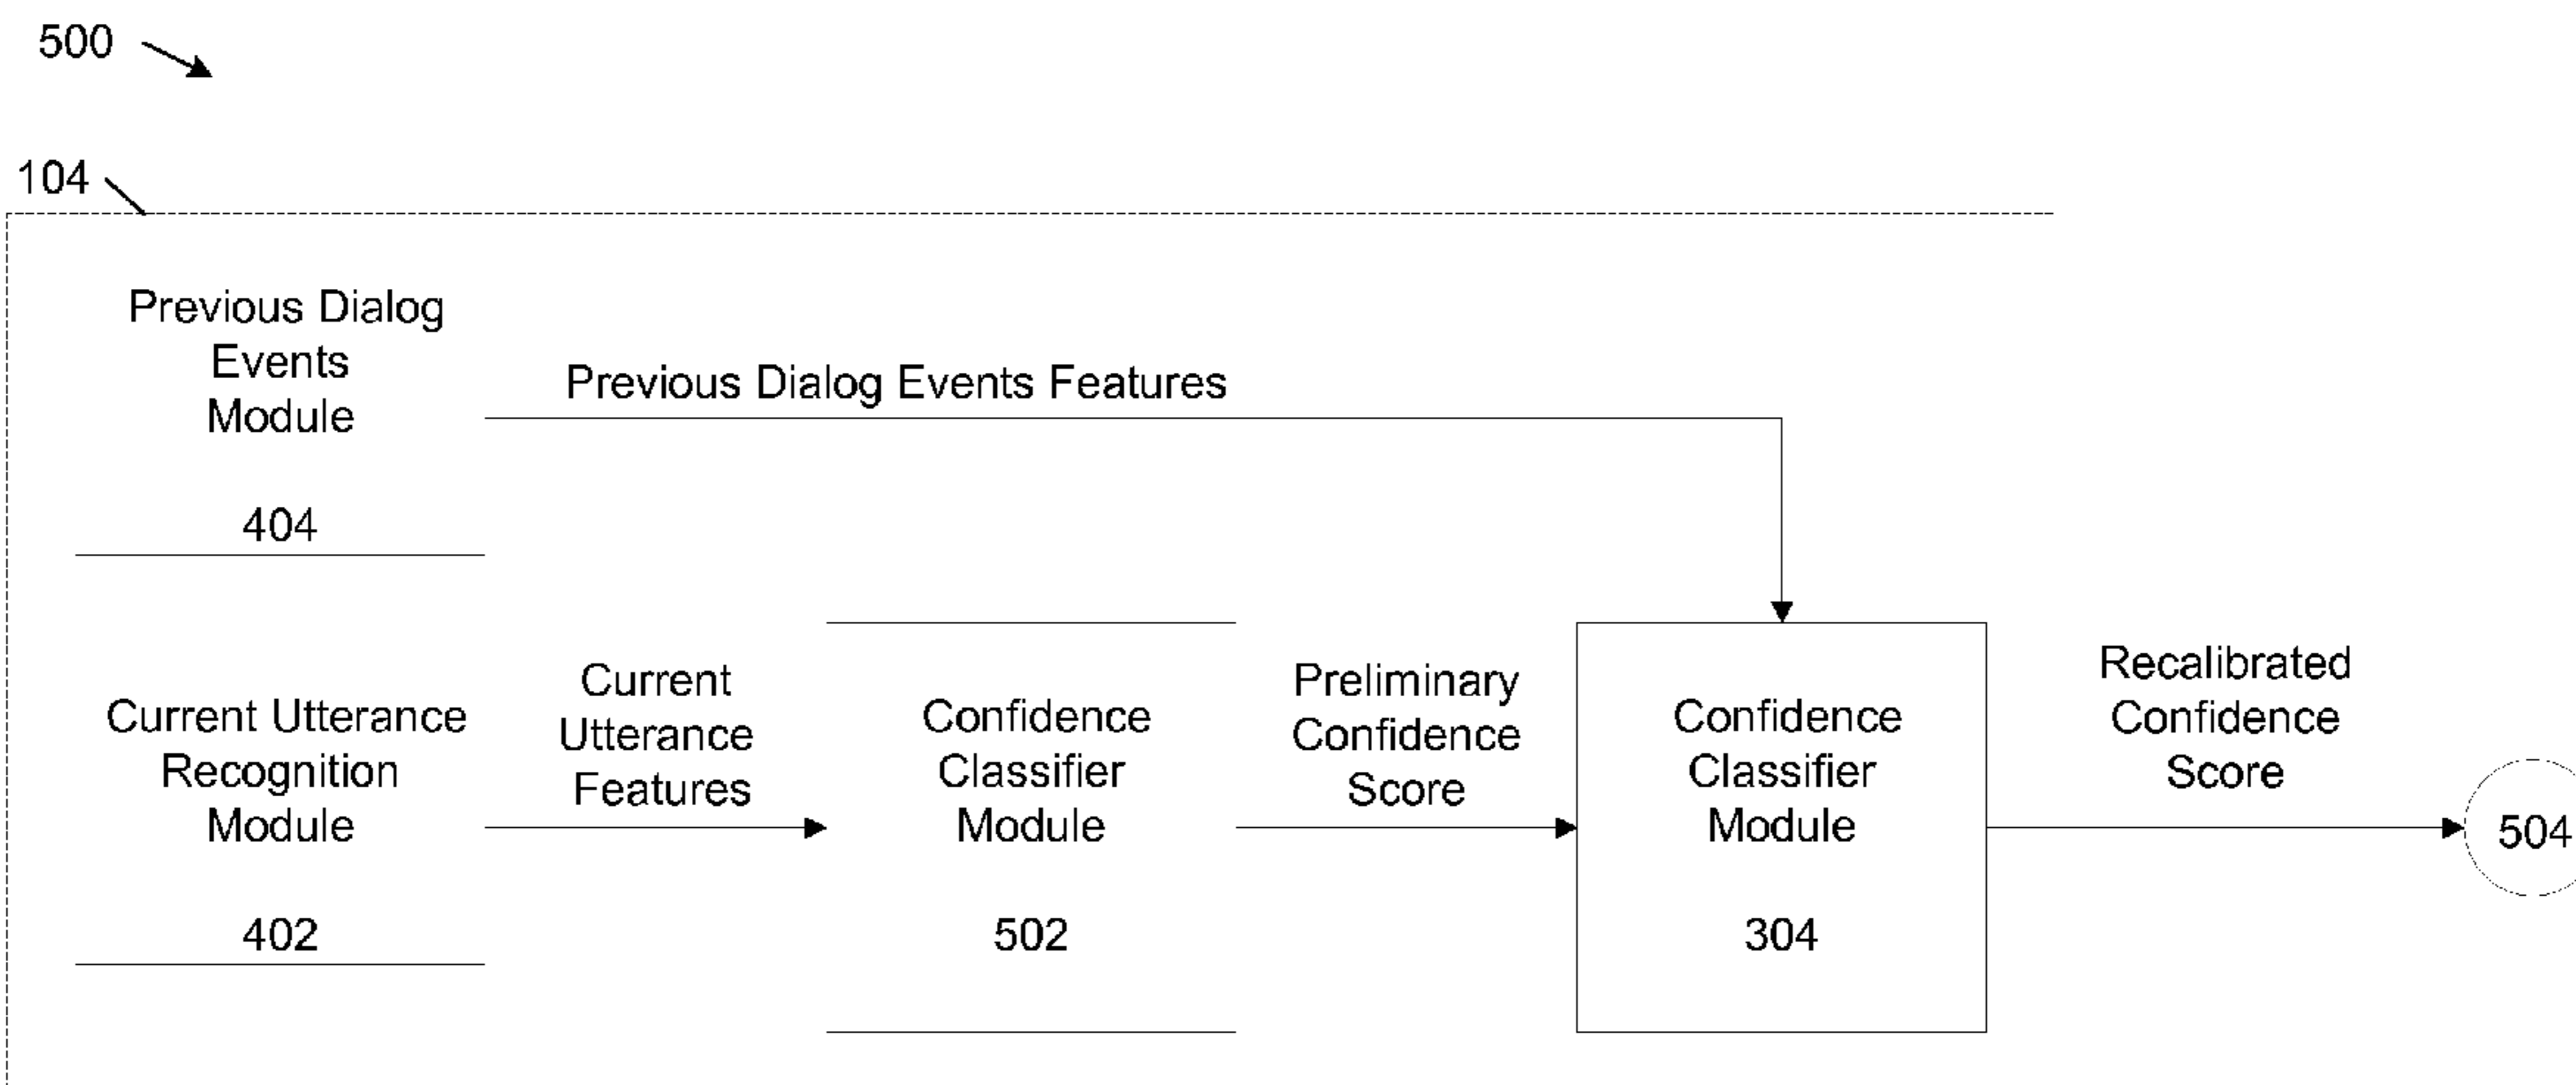 500
104
Previous Dialog
Events
Module
404
Previous Dialog Events Features
Current Utterance
Recognition
Module
402
Current
Utterance
Features
Confidence
Classifier
Module
502
Preliminary
Confidence
Score
Confidence
Classifier
Module
304
Recalibrated
Confidence
Score
504